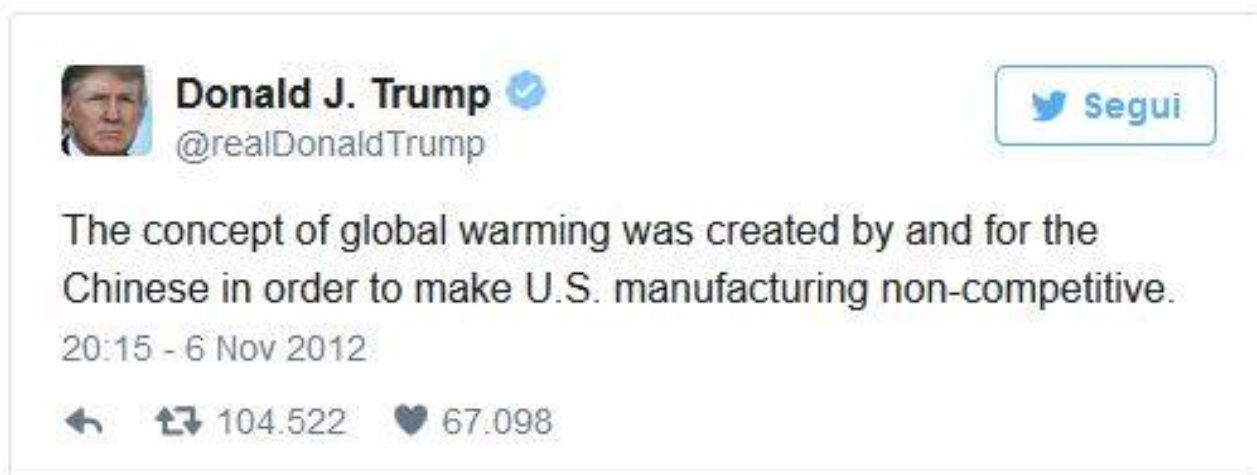 Donald J. Trump
@realDonaldTrump
Segui
The concept of global warming was created by and for the
Chinese in order to make U.S. manufacturing non-competitive.
20:15 - 6 Nov 2012
104.522 67.098